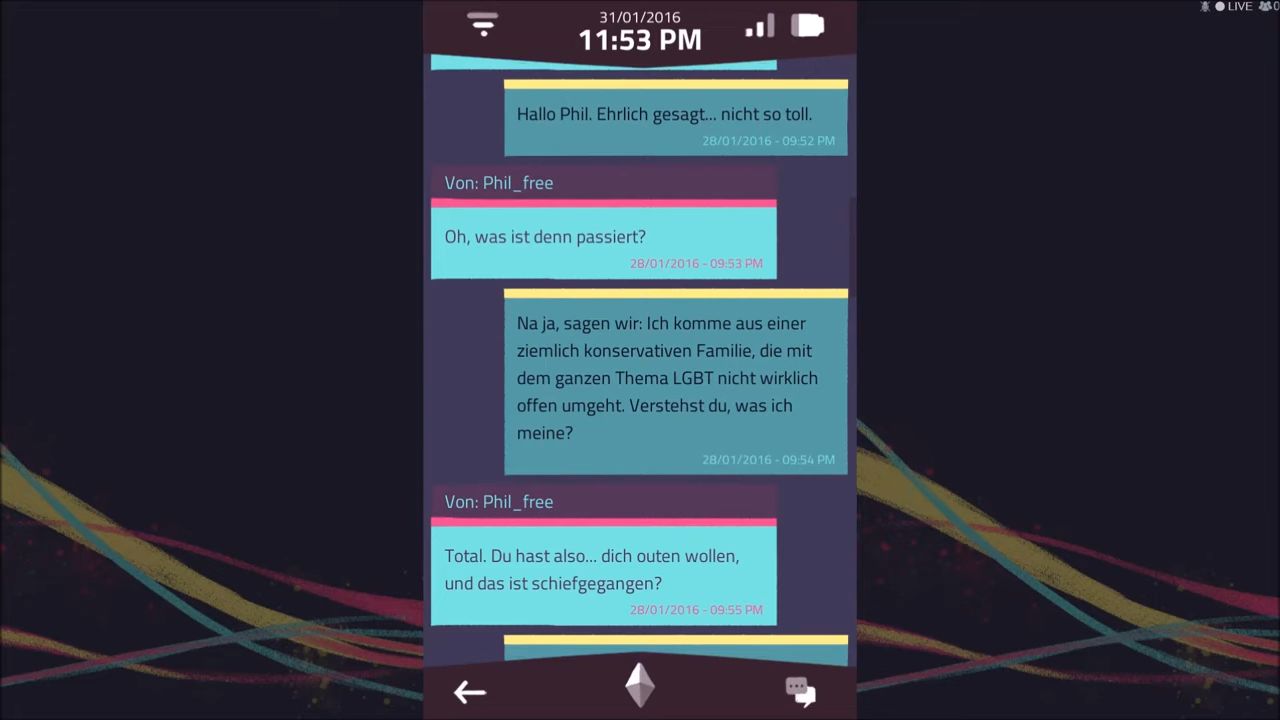 31/01/2016
11:53 PM
LIVE
0
Hallo Phil. Ehrlich gesagt... nicht so toll.
28/01/2016 - 09:52 PM
Von: Phil_free
Oh, was ist denn passiert?
28/01/2016 - 09:53 PM
Na ja, sagen wir: Ich komme aus einer
ziemlich konservativen Familie, die mit
dem ganzen Thema LGBT nicht wirklich
offen umgeht. Verstehst du, was ich
meine?
28/01/2016 - 09:54 PM
Von: Phil_free
Total. Du hast also... dich outen wollen,
und das ist schiefgegangen?
28/01/2016 - 09:55 PM